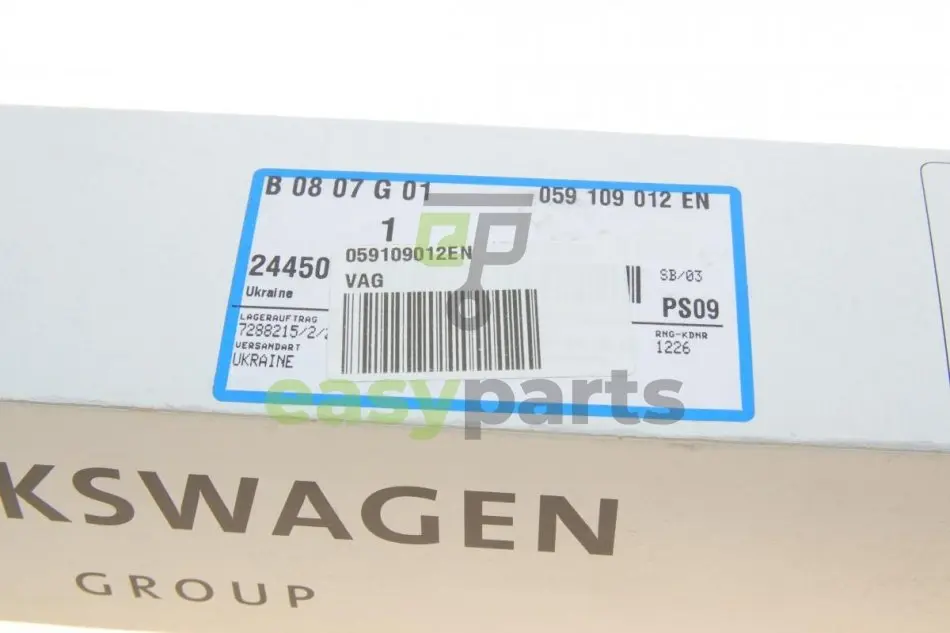 B 08 07 G 01 059 109 012 EN
1
059109012EN
24450
VAG
SB/03
Ukraine
PS09
LAGERAUFTRAG
7288215/2/
RNG-KDNR
VERSANDART
1226
UKRAINE
easyparts
KSWAGEN
GROUP